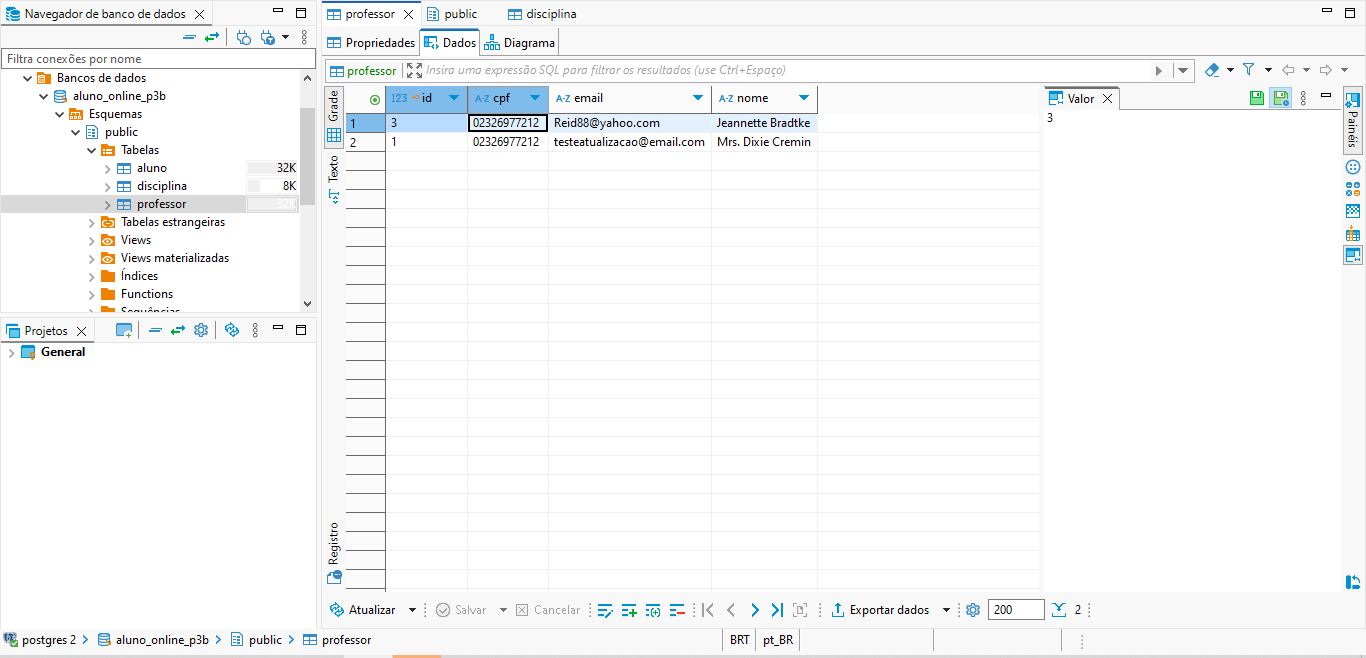 Navegador de banco de dados
Filtra conexões por nome
Bancos de dados
aluno_online_p3b
Esquemas
public
Tabelas
aluno 32K
disciplina 8K
professor 32K
Tabelas estrangeiras
Views
Views materializadas
Índices
Functions
Sequências
Projetos
General
professor public disciplina
Propriedades Dados Diagrama
professor Insira uma expressão SQL para filtrar os resultados (use Ctrl+Espaço)
Grade
Texto
Registro
123 id A-Z cpf A-Z email A-Z nome
1 3 02326977212 Reid88@yahoo.com Jeannette Bradtke
2 1 02326977212 testeatualizacao@email.com Mrs. Dixie Cremin
Valor
3
Painéis
Atualizar Salvar Cancelar Exportar dados 200 2
postgres 2 aluno_online_p3b public professor BRT pt_BR